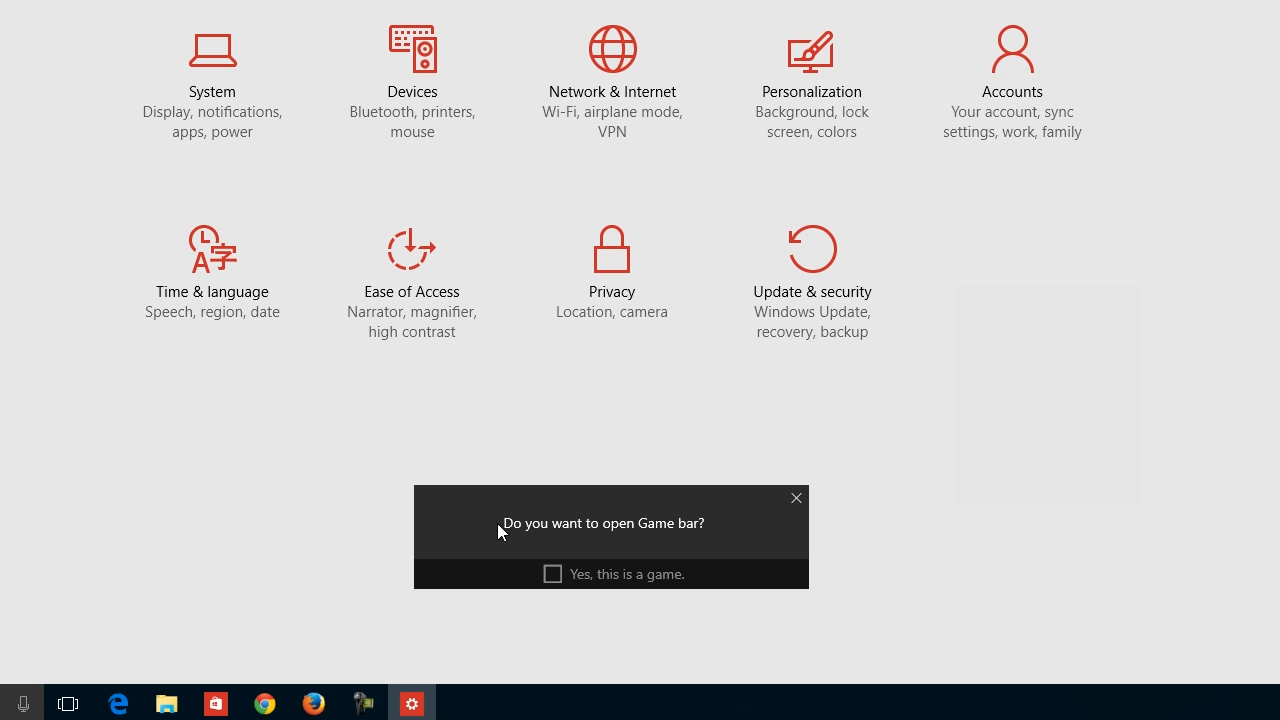 System
Display, notifications,
apps, power
Devices
Bluetooth, printers,
mouse
Network & Internet
Wi-Fi, airplane mode,
VPN
Personalization
Background, lock
screen, colors
Accounts
Your account, sync
settings, work, family
A字
Time & language
Speech, region, date
Ease of Access
Narrator, magnifier,
high contrast
Privacy
Location, camera
Update & security
Windows Update,
recovery, backup
Do you want to open Game bar?
Yes, this is a game.